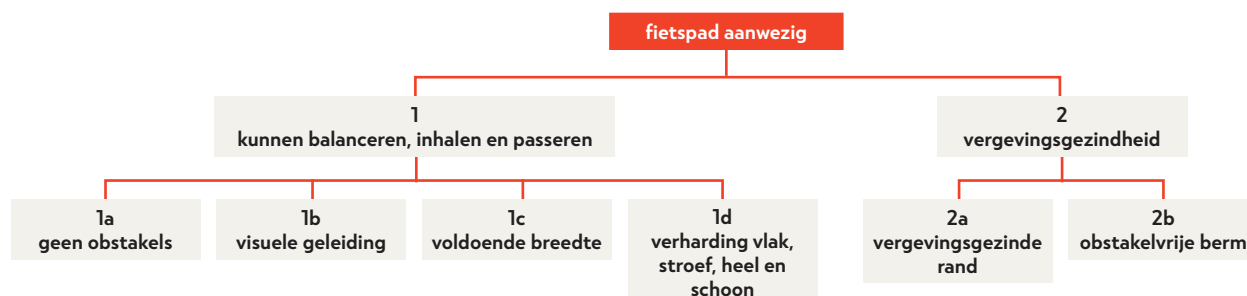 fietspad aanwezig
1
kunnen balanceren, inhalen en passeren
2
vergevingsgezindheid
1a
geen obstakels
1b
visuele geleiding
1c
voldoende breedte
1d
verharding vlak,
stroef, heel en
schoon
2a
vergevingsgezinde
rand
2b
obstakelvrije berm